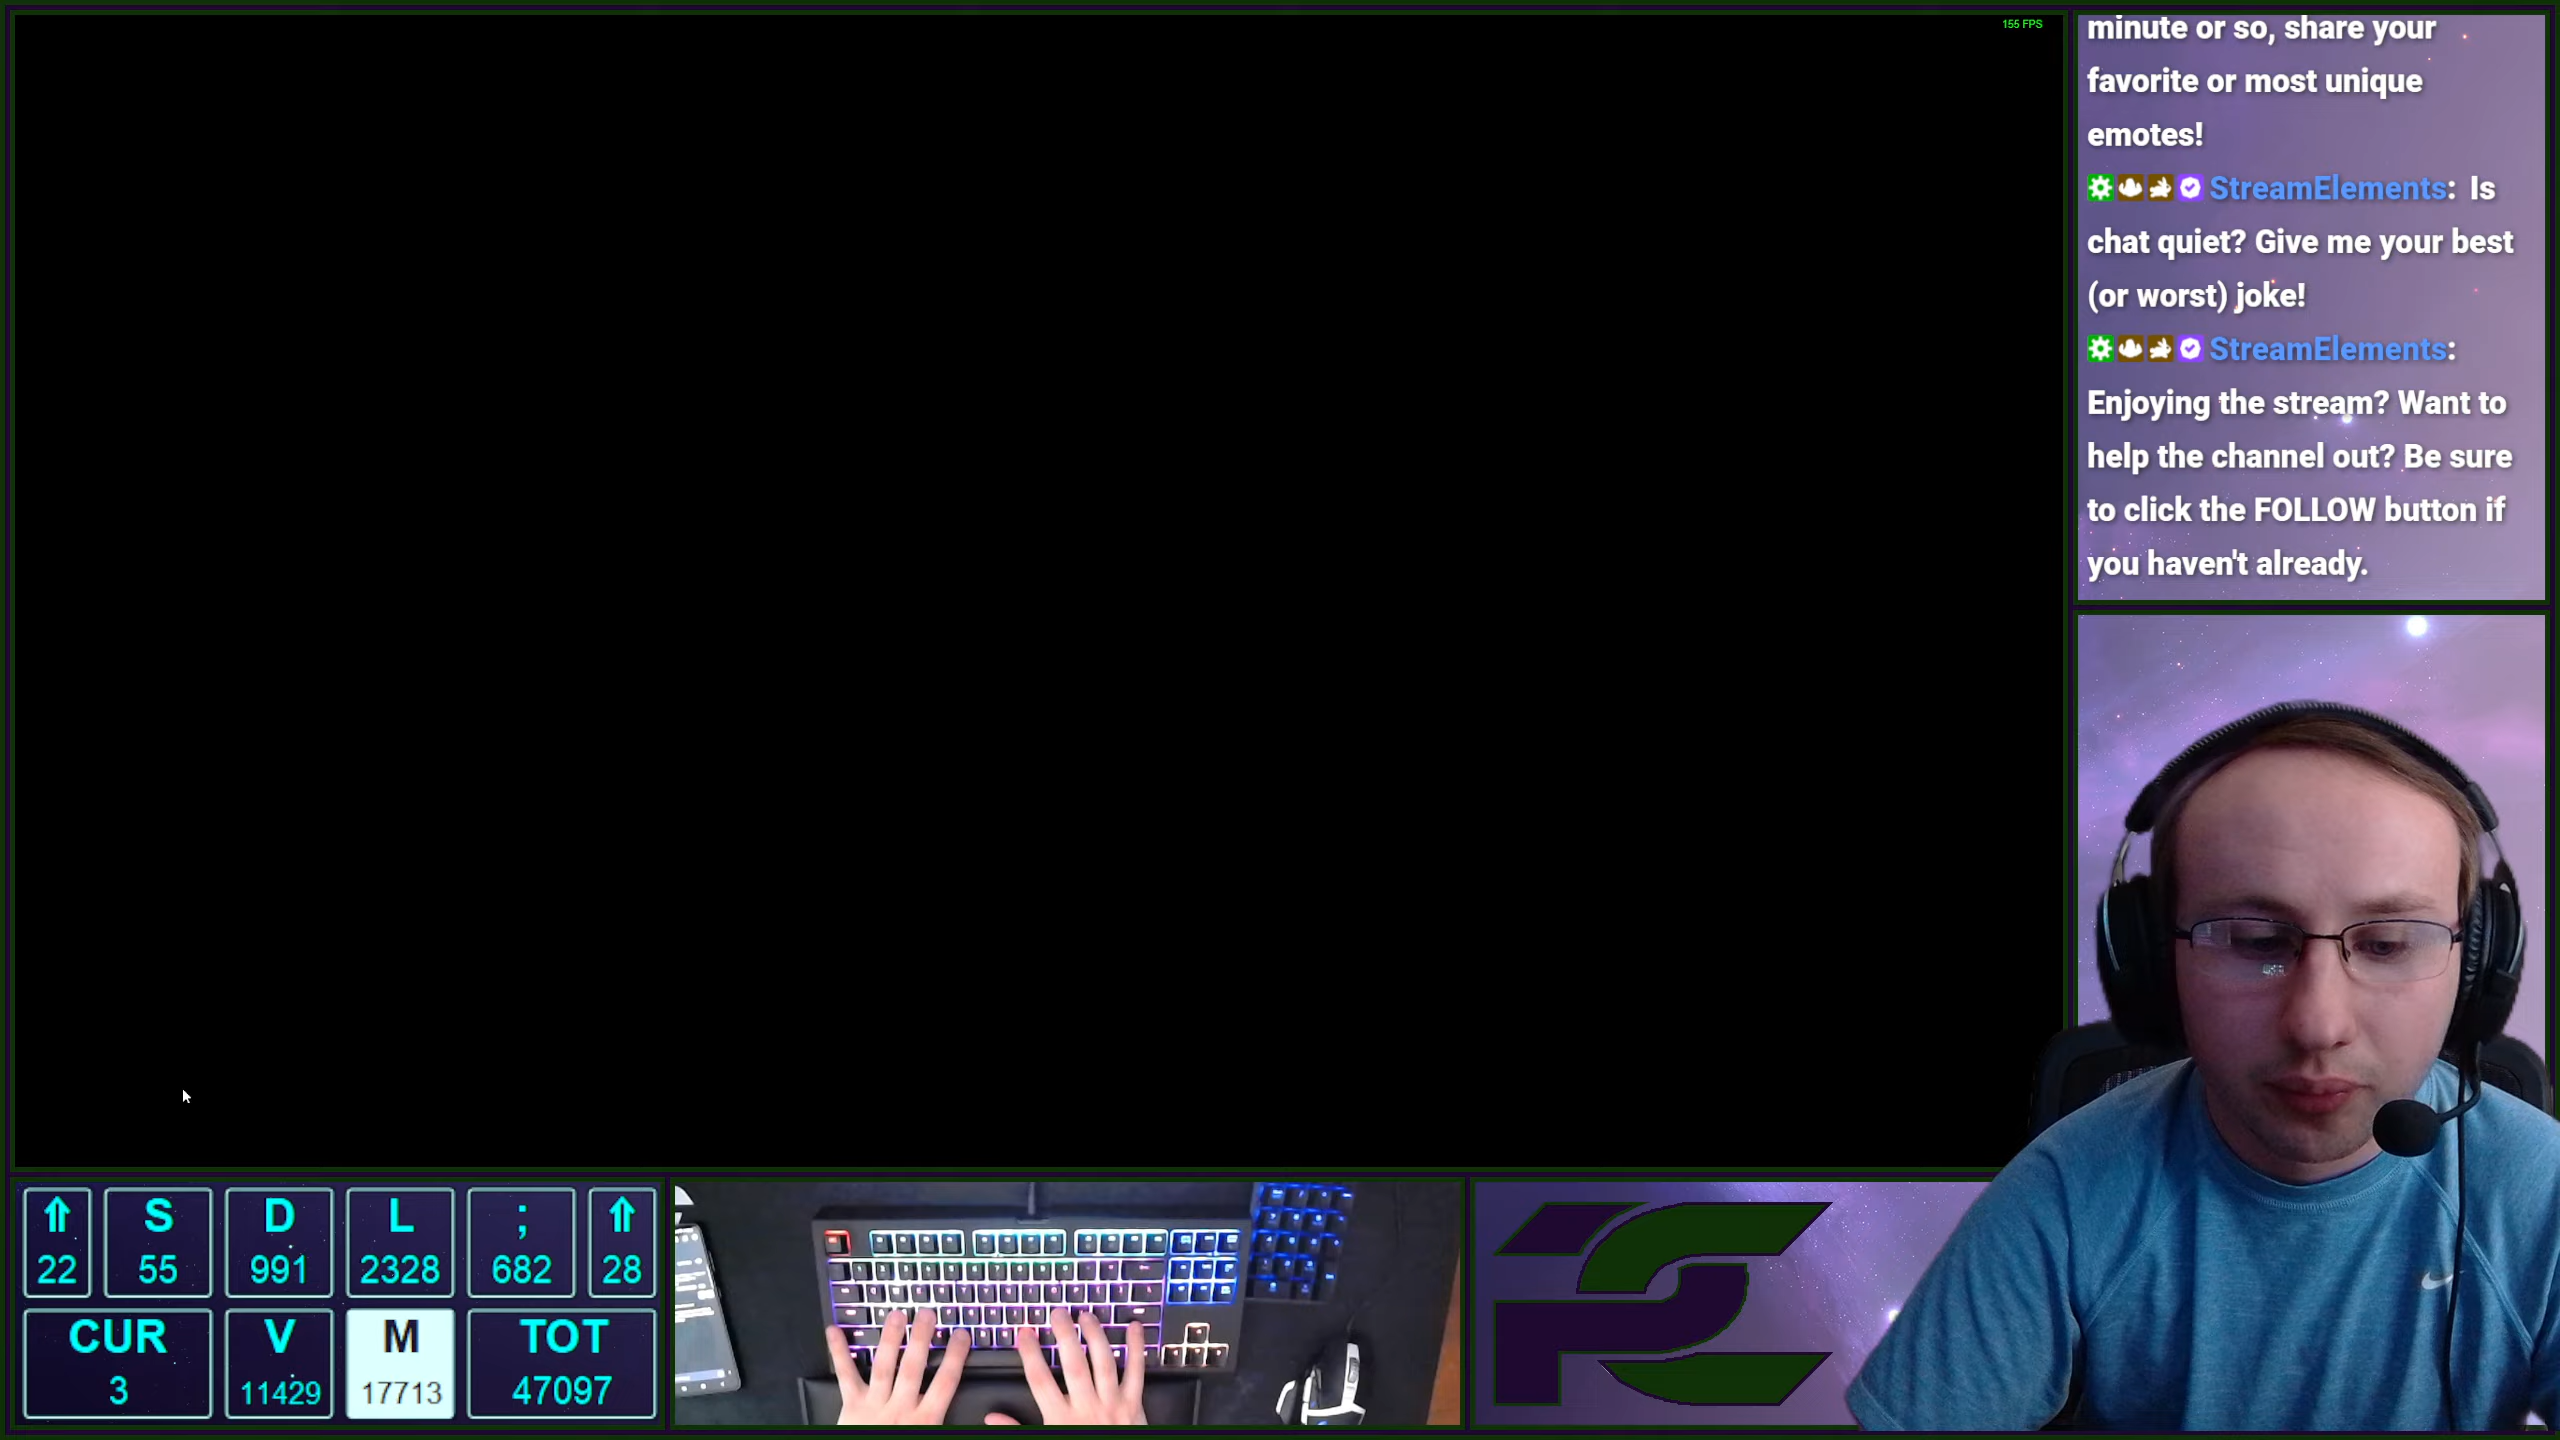 155 FPS
minute or so, share your
favorite or most unique
emotes!
StreamElements: Is
chat quiet? Give me your best
(or worst) joke!
StreamElements:
Enjoying the stream? Want to
help the channel out? Be sure
to click the FOLLOW button if
you haven't already.
⇑ S D L ; ⇑
22 55 991 2328 682 28
CUR V M TOT
3 11429 17713 47097